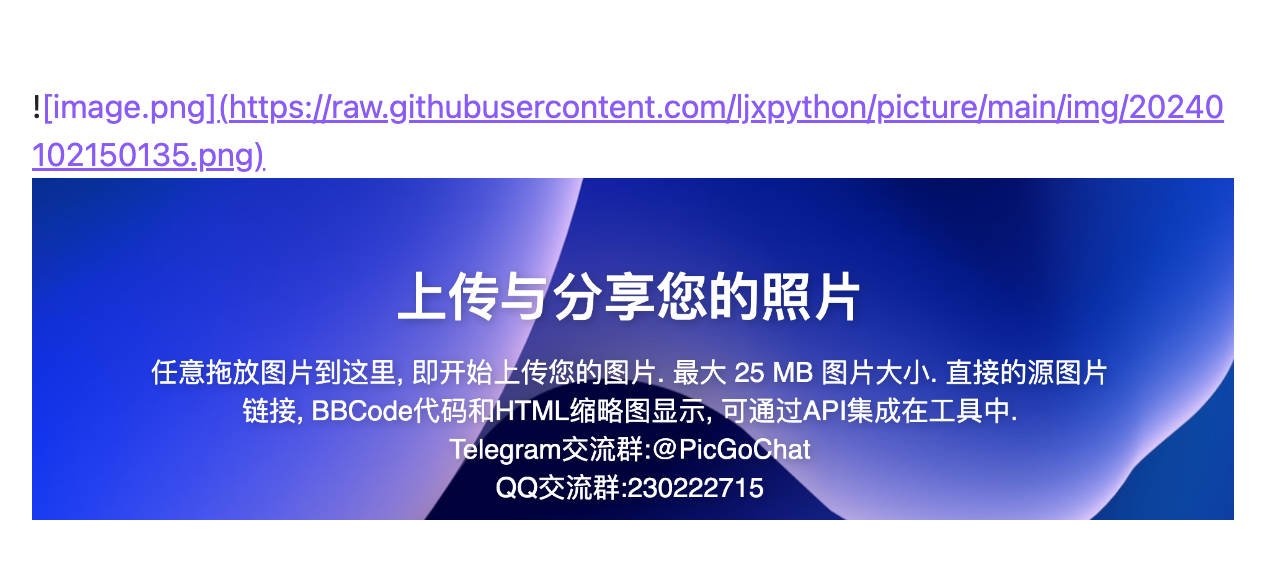 ![image.png](https://raw.githubusercontent.com/ljxpython/picture/main/img/20240
102150135.png)
上传与分享您的照片
任意拖放图片到这里, 即开始上传您的图片. 最大 25 MB 图片大小. 直接的源图片
链接, BBCode代码和HTML缩略图显示, 可通过API集成在工具中.
Telegram交流群:@PicGoChat
QQ交流群:230222715